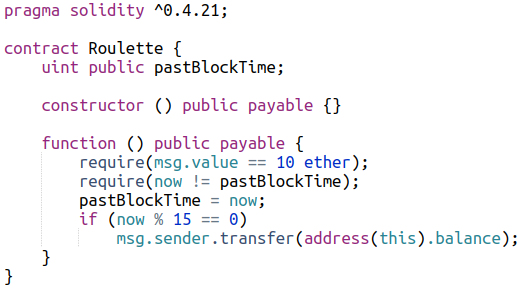 pragma solidity ^0.4.21;
contract Roulette {
    uint public pastBlockTime;
    constructor () public payable {}
    function () public payable {
        require(msg.value == 10 ether);
        require(now != pastBlockTime);
        pastBlockTime = now;
        if (now % 15 == 0)
            msg.sender.transfer(address(this).balance);
    }
}